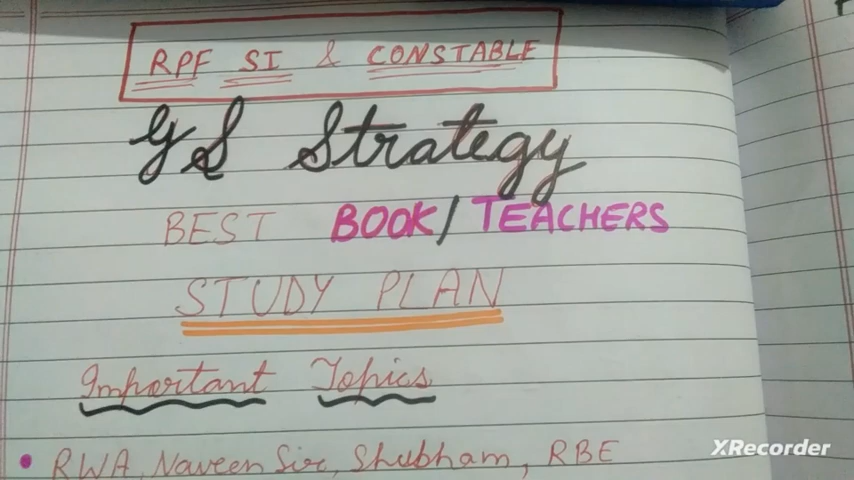 RPF SI & CONSTABLE
GS Strategy
BEST BOOK/TEACHERS
STUDY PLAN
Important Topics
• RWA, Naveen Sir, Shubham, RBE
XRecorder